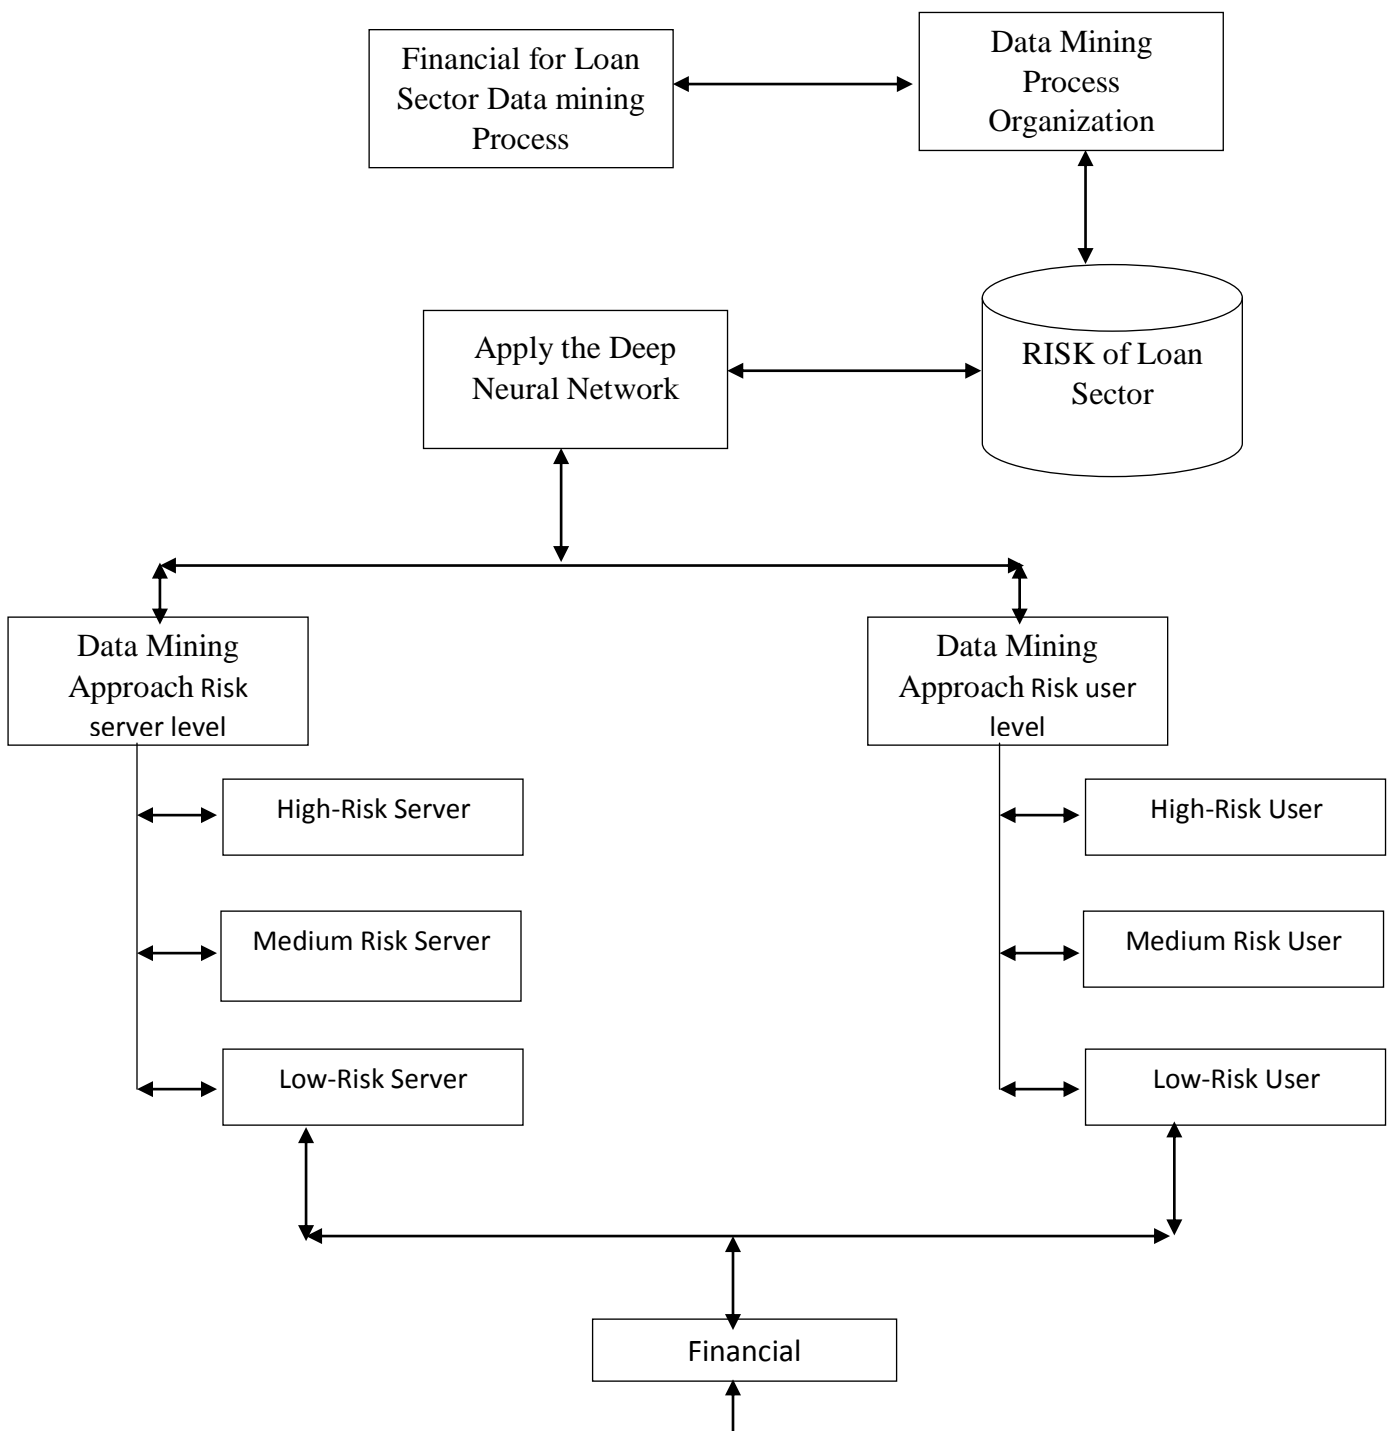 Financial for Loan
Sector Data mining
Process
Data Mining
Process
Organization
RISK of Loan
Sector
Apply the Deep
Neural Network
Data Mining
Approach Risk
server level
Data Mining
Approach Risk user
level
High-Risk Server
High-Risk User
Medium Risk Server
Medium Risk User
Low-Risk Server
Low-Risk User
Financial